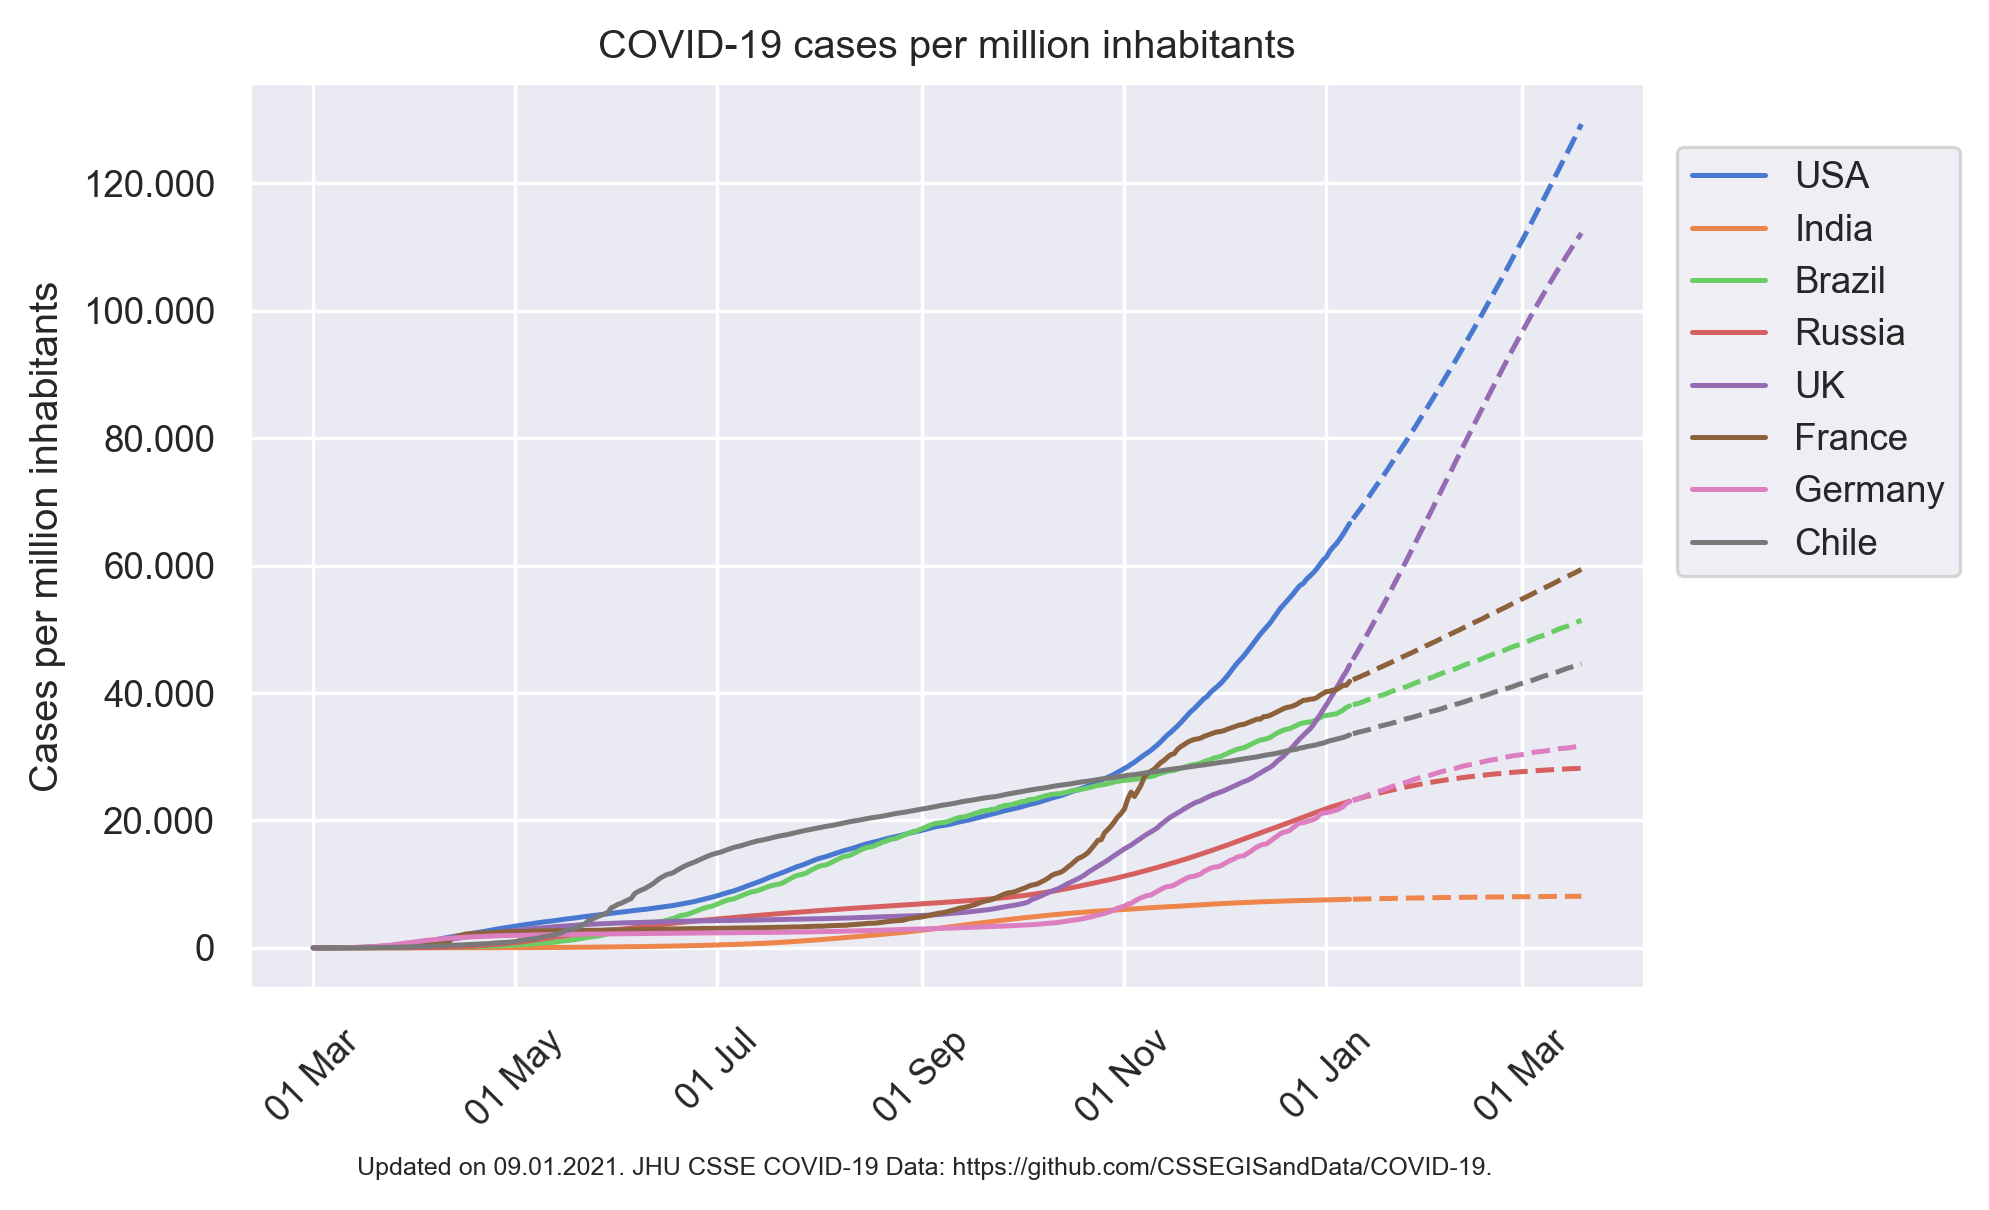 COVID-19 cases per million inhabitants
Cases per million inhabitants
120.000
100.000
80.000
60.000
40.000
20.000
0
01 Mar
01 May
01 Jul
01 Sep
01 Nov
01 Jan
01 Mar
USA
India
Brazil
Russia
UK
France
Germany
Chile
Updated on 09.01.2021. JHU CSSE COVID-19 Data: https://github.com/CSSEGISandData/COVID-19.